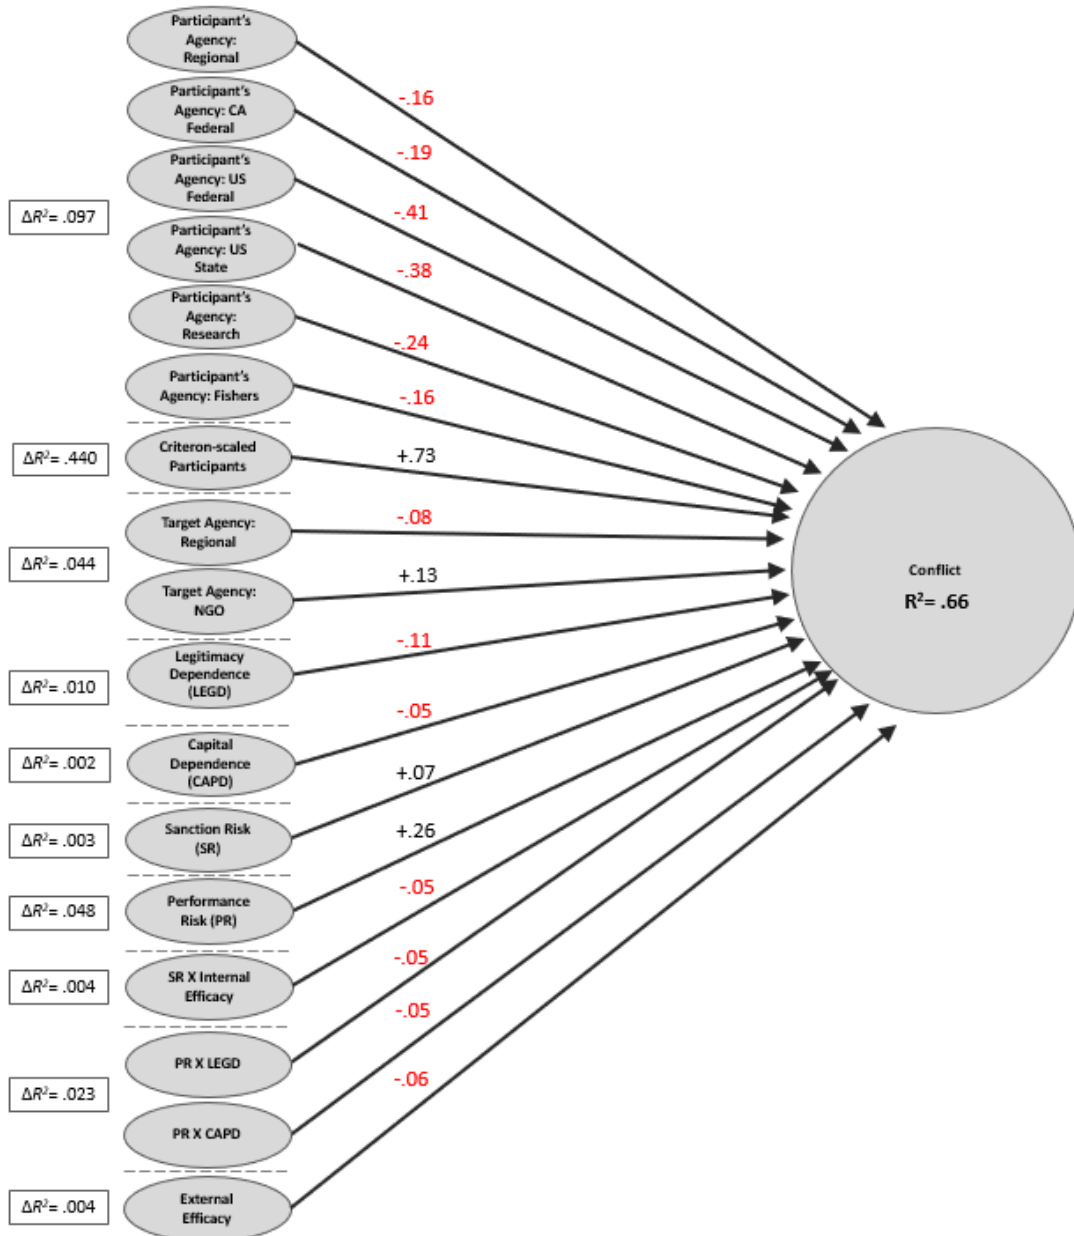 Participant's
Agency:
Regional
-.16
Participant's
Agency: CA
Federal
-.19
Participant's
Agency: US
Federal
-.41
ΔR²= .097
Participant's
Agency: US
State
-.38
Participant's
Agency:
Research
-.24
Participant's
Agency: Fishers
-.16
ΔR²= .440
Criteron-scaled
Participants
+.73
Target Agency:
Regional
-.08
ΔR²= .044
Target Agency:
NGO
+.13
Conflict
R²= .66
Legitimacy
Dependence
(LEGD)
-.11
ΔR²= .010
Capital
Dependence
(CAPD)
-.05
ΔR²= .002
Sanction Risk
(SR)
+.07
ΔR²= .003
Performance
Risk (PR)
+.26
ΔR²= .048
SR X Internal
Efficacy
-.05
ΔR²= .004
PR X LEGD
-.05
ΔR²= .023
PR X CAPD
-.05
External
Efficacy
-.06
ΔR²= .004